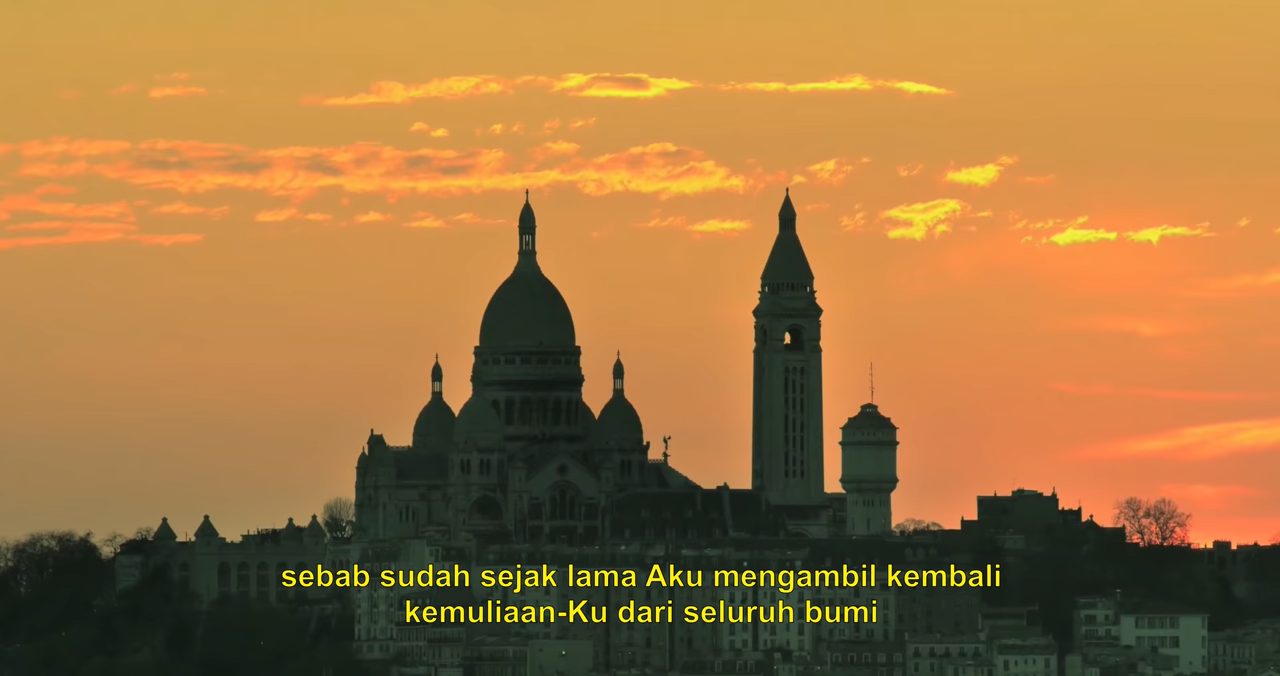 sebab sudah sejak lama Aku mengambil kembali
kemuliaan-Ku dari seluruh bumi